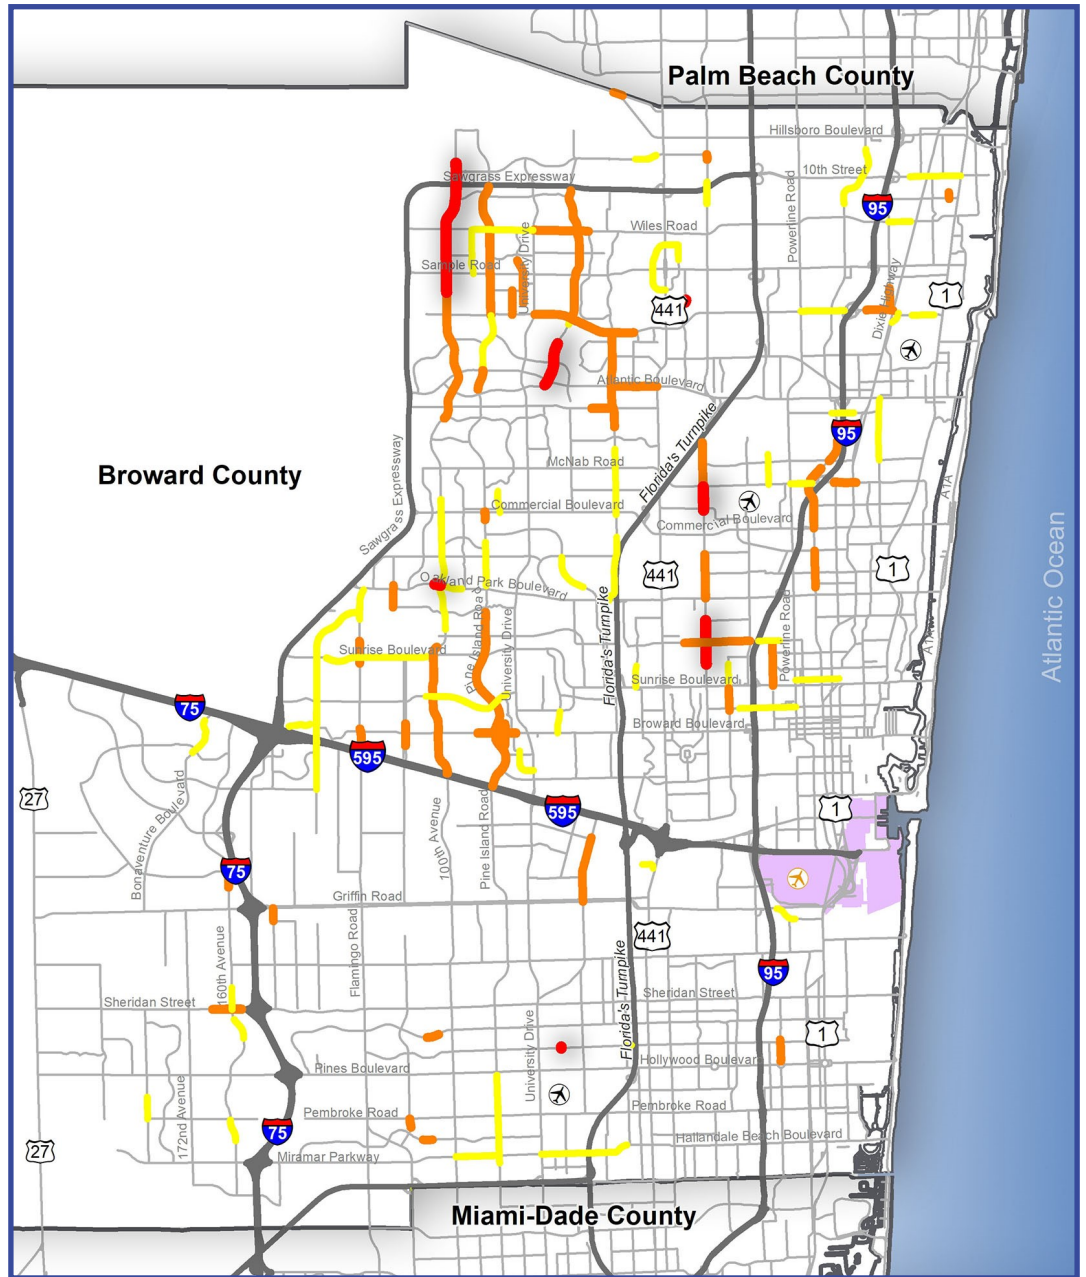 Palm Beach County
Hillsboro Boulevard
10th Street
Sawgrass Expressway
95
Powerline Road
Wiles Road
University Drive
Sample Road
441
1
Dixie Highway
Atlantic Boulevard
Florida's Turnpike
95
McNab Road
Broward County
Sawgrass Expressway
A1A
Commercial Boulevard
Commercial Boulevard
Oakland Park Boulevard
441
1
Atlantic Ocean
Pine Island Road
University Drive
Florida's Turnpike
Powerline Road
A1A
Sunrise Boulevard
Sunrise Boulevard
75
Broward Boulevard
595
27
595
1
Bonaventure Boulevard
100th Avenue
Pine Island Road
75
Griffin Road
441
Flamingo Road
160th Avenue
95
Sheridan Street
Sheridan Street
Florida's Turnpike
University Drive
1
Hollywood Boulevard
Pines Boulevard
172nd Avenue
Pembroke Road
Pembroke Road
75
Hallandale Beach Boulevard
27
Miramar Parkway
Miami-Dade County